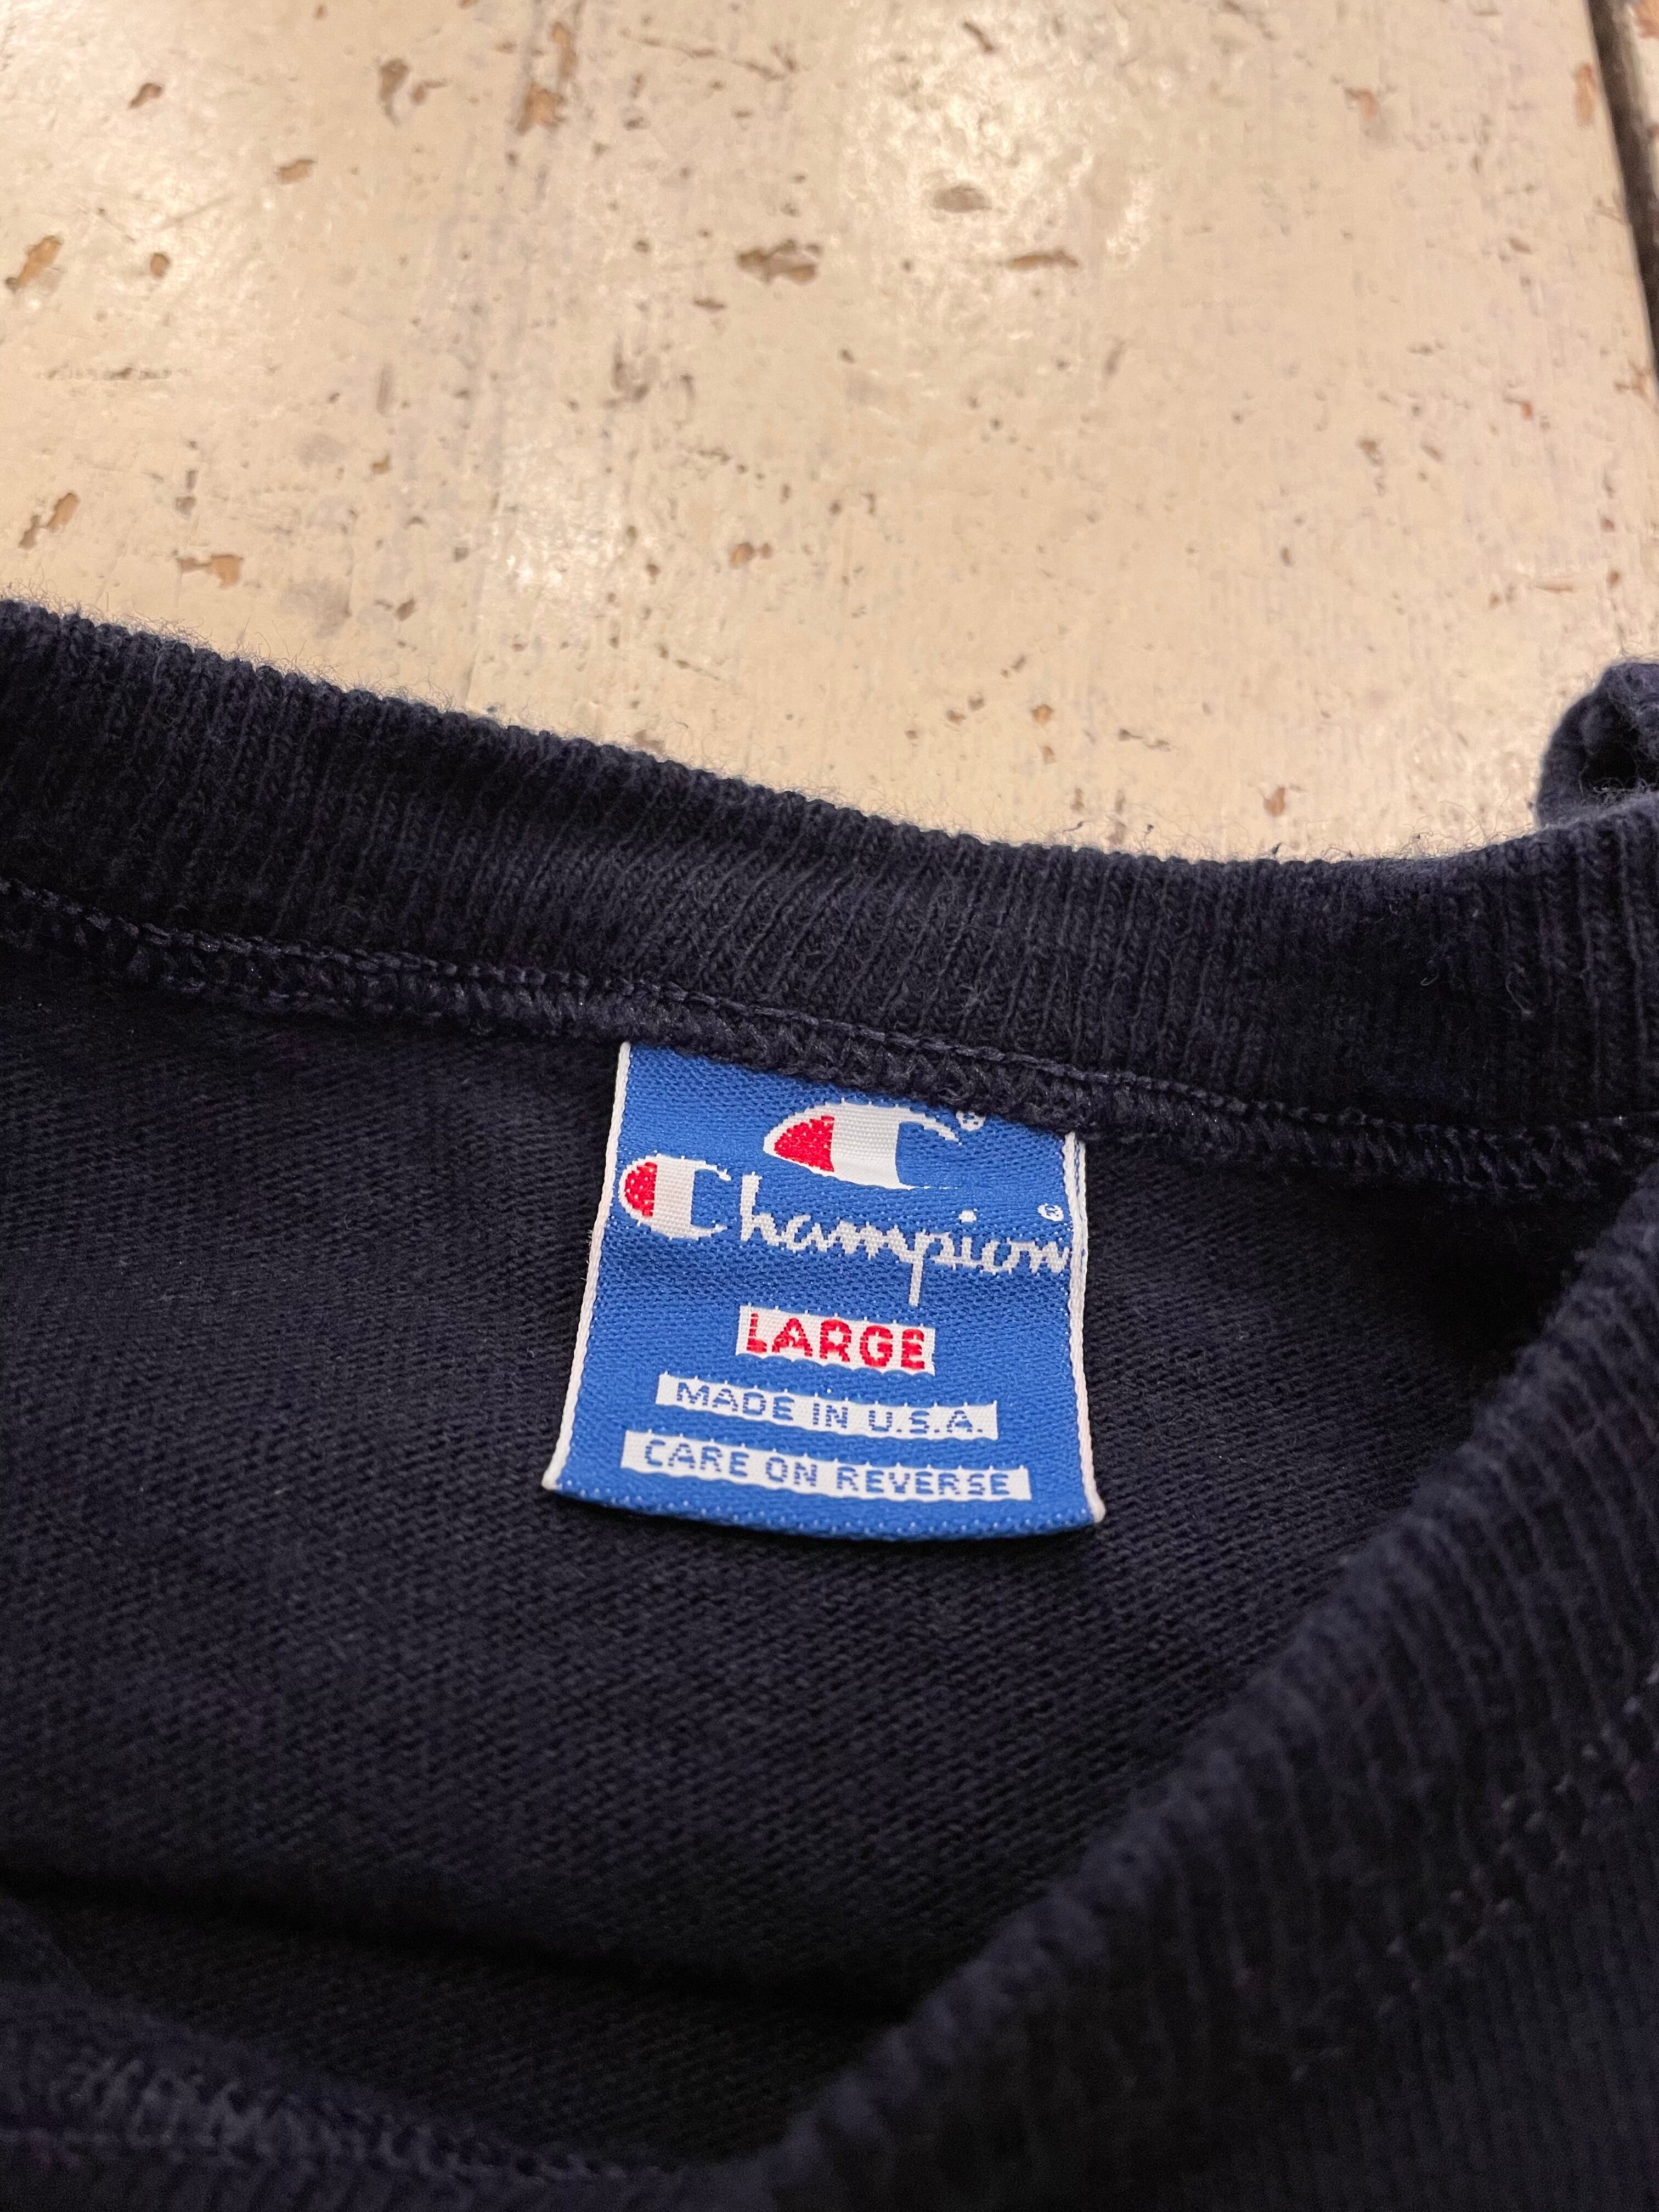 Champion
LARGE
MADE IN U.S.A.
CARE ON REVERSE